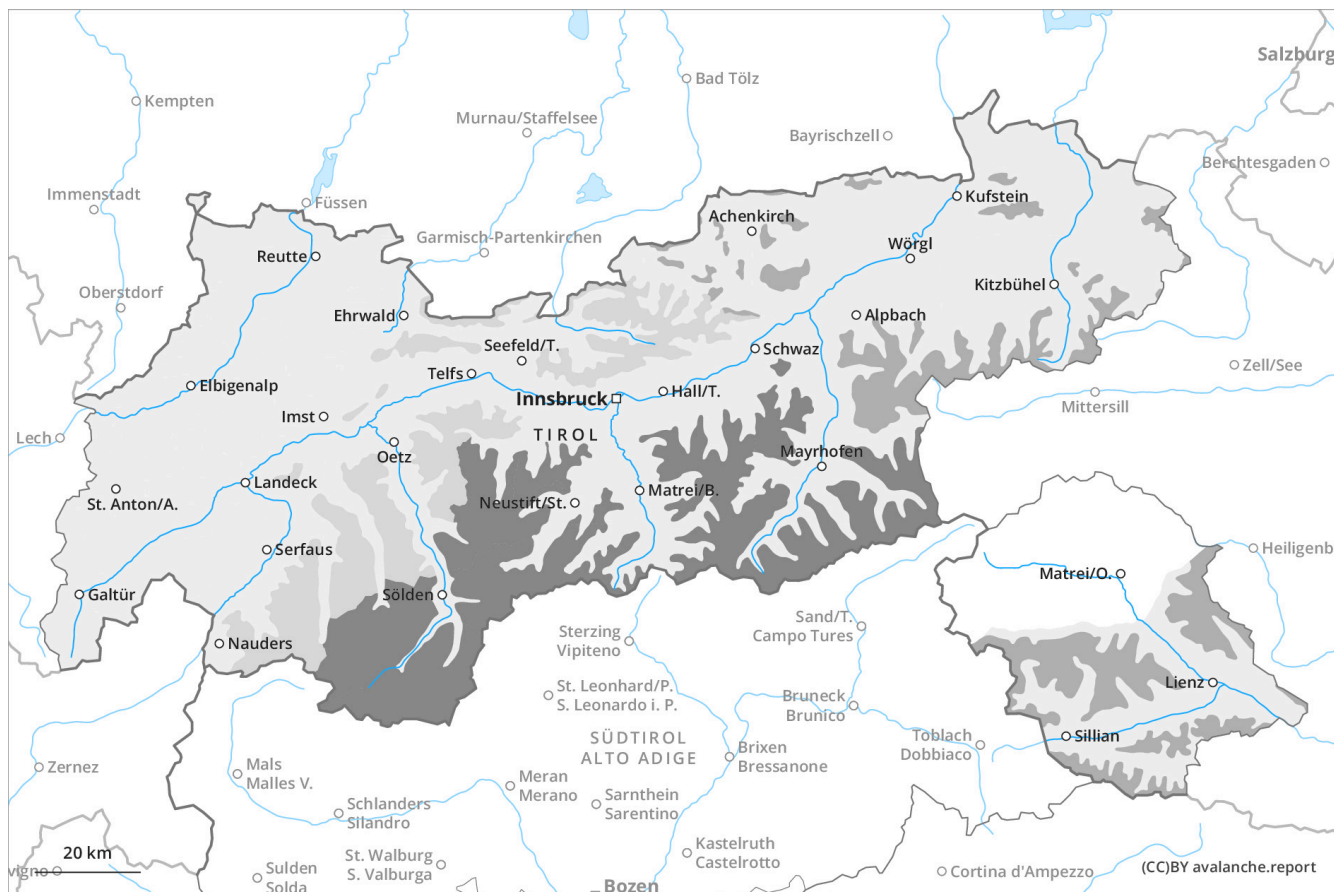 Salzburg
Bad Tölz
Kempten
Murnau/Staffelsee
Bayrischzell
Berchtesgaden
Immenstadt
Füssen
Kufstein
Achenkirch
Garmisch-Partenkirchen
Wörgl
Reutte
Kitzbühel
Oberstdorf
Ehrwald
Alpbach
Seefeld/T.
Schwaz
Zell/See
Telfs
Elbigenalp
Hall/T.
Innsbruck
Mittersill
Imst
Lech
TIROL
Oetz
Mayrhofen
Landeck
Matrei/B.
St. Anton/A.
Neustift/St.
Serfaus
Heiligenb
Matrei/O.
Galtür
Sölden
Sand/T.
Campo Tures
Sterzing
Vipiteno
Nauders
Lienz
St. Leonhard/P.
S. Leonardo i. P.
Bruneck
Brunico
Sillian
Toblach
Dobbiaco
SÜDTIROL
ALTO ADIGE
Brixen
Bressanone
Zernez
Mals
Malles V.
Meran
Merano
Schlanders
Silandro
Sarnthein
Sarentino
Kastelruth
Castelrotto
20 km
St. Walburg
S. Valburga
(CC)BY avalanche.report
vigno
Sulden
Solda
Cortina d'Ampezzo
Bozen